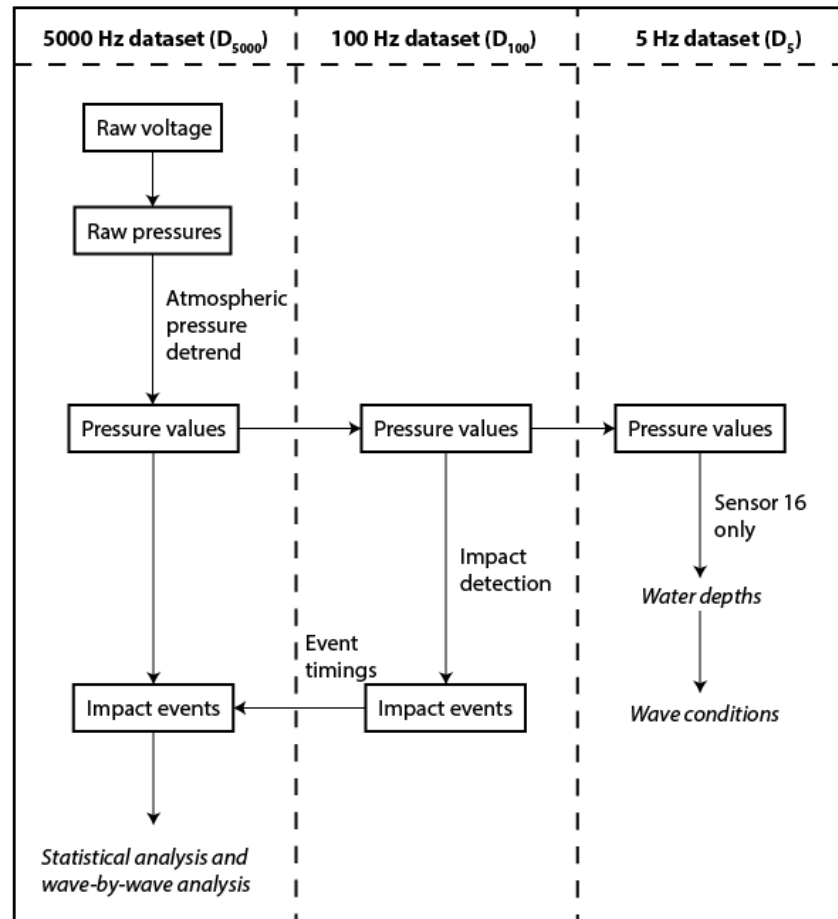 5000 Hz dataset (D₅₀₀₀)
100 Hz dataset (D₁₀₀)
5 Hz dataset (D₅)
Raw voltage
Raw pressures
Atmospheric
pressure
detrend
Pressure values
Pressure values
Pressure values
Sensor 16
only
Impact
detection
Water depths
Event
timings
Impact events
Impact events
Wave conditions
Statistical analysis and
wave-by-wave analysis